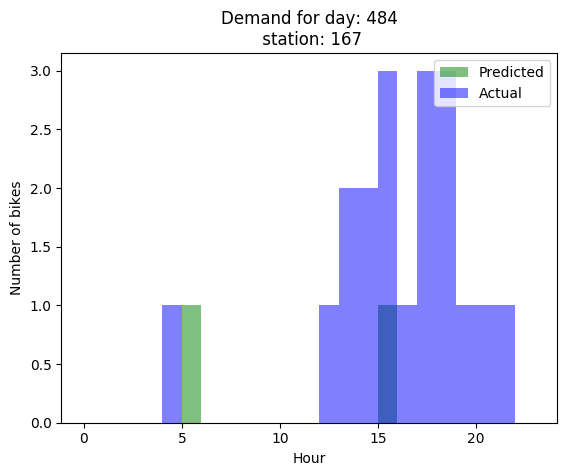 Demand for day: 484
station: 167
Predicted
Actual
Number of bikes
3.0
2.5
2.0
1.5
1.0
0.5
0.0
0 5 10 15 20
Hour